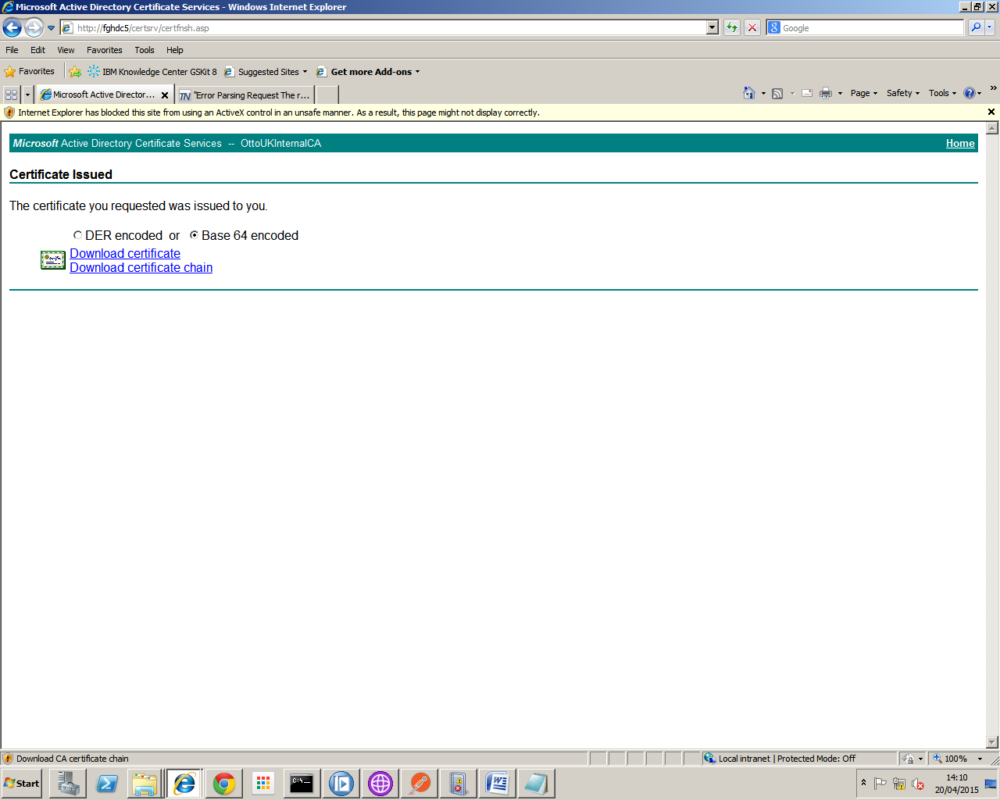 Microsoft Active Directory Certificate Services - Windows Internet Explorer
http://fghdc5/certsrv/certfnsh.asp
Google
File Edit View Favorites Tools Help
Favorites IBM Knowledge Center GSKit 8 Suggested Sites Get more Add-ons
Microsoft Active Director... TN "Error Parsing Request The r... Page Safety Tools
Internet Explorer has blocked this site from using an ActiveX control in an unsafe manner. As a result, this page might not display correctly.
Microsoft Active Directory Certificate Services -- OttoUKInternalCA Home
Certificate Issued
The certificate you requested was issued to you.
DER encoded or Base 64 encoded
Download certificate
Download certificate chain
Download CA certificate chain Local intranet | Protected Mode: Off 100%
Start 14:10
20/04/2015